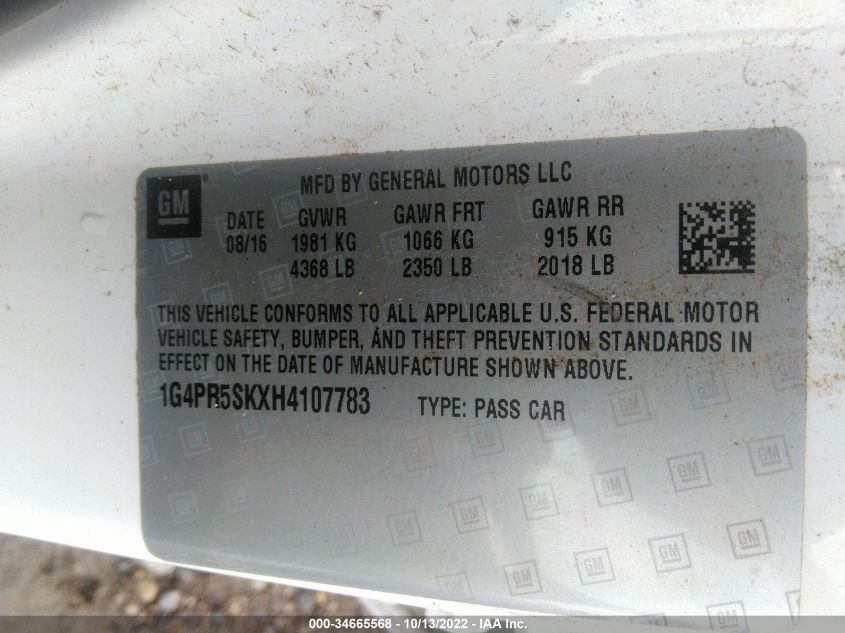 GM
MFD BY GENERAL MOTORS LLC
DATE GVWR GAWR FRT GAWR RR
08/16 1981 KG 1066 KG 915 KG
4368 LB 2350 LB 2018 LB
THIS VEHICLE CONFORMS TO ALL APPLICABLE U.S. FEDERAL MOTOR
VEHICLE SAFETY, BUMPER, AND THEFT PREVENTION STANDARDS IN
EFFECT ON THE DATE OF MANUFACTURE SHOWN ABOVE.
1G4PR5SKXH4107783 TYPE: PASS CAR
000-34665568 - 10/13/2022 - IAA Inc.